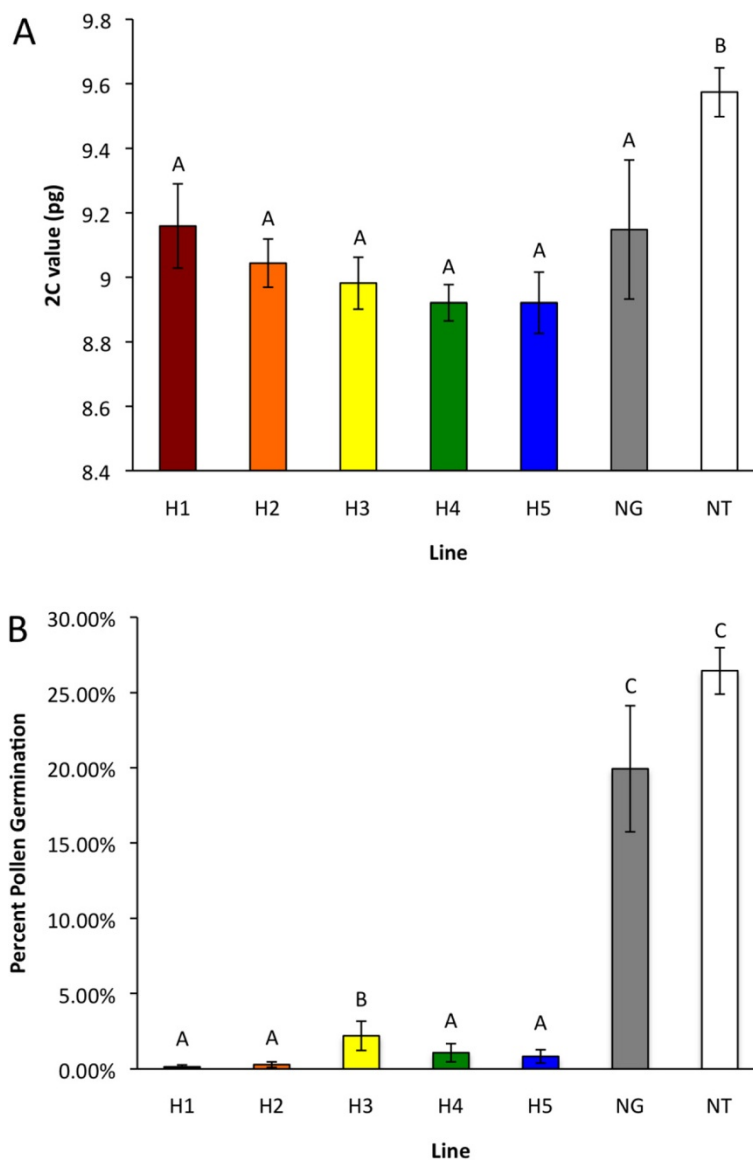 A
9.8
9.6
9.4
9.2
9
8.8
8.6
8.4
2C value (pg)
A A A A A A B
H1 H2 H3 H4 H5 NG NT
Line
B
30.00%
25.00%
20.00%
15.00%
10.00%
5.00%
0.00%
Percent Pollen Germination
A A B A A C C
H1 H2 H3 H4 H5 NG NT
Line